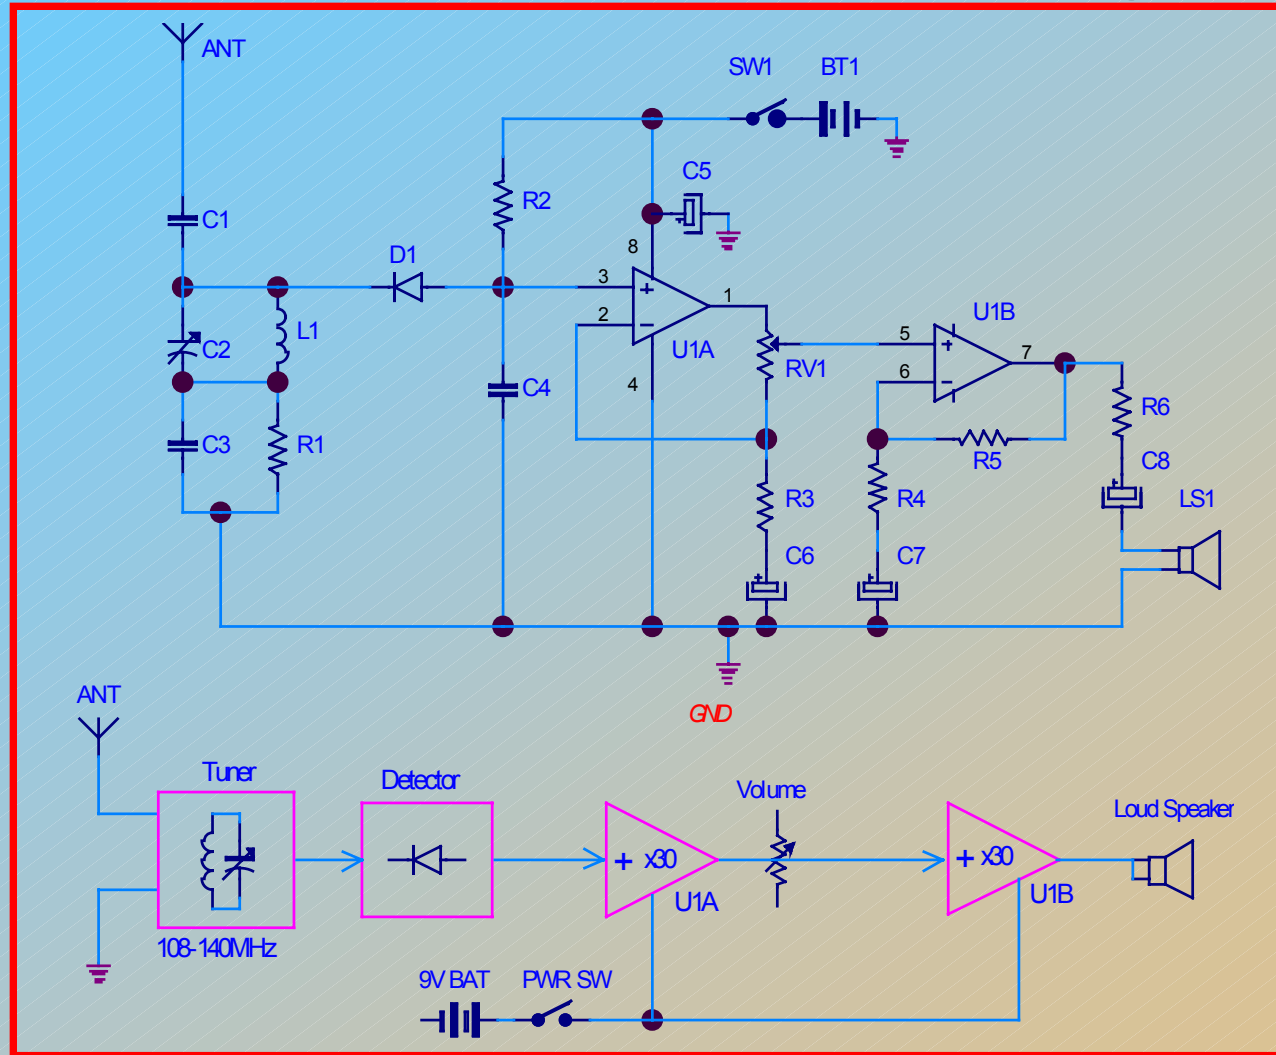 ANT
SW1 BT1
C5
R2
C1
8
D1
3
1
U1B
2
5
7
L1
C2
U1A
RV1
6
4
C4
R6
C3
R1
R5
C8
R3
R4
LS1
C6
C7
GND
ANT
Tuner
Detector
Volume
Loud Speaker
x30
x30
U1A
U1B
108-140MHz
9V BAT PWR SW